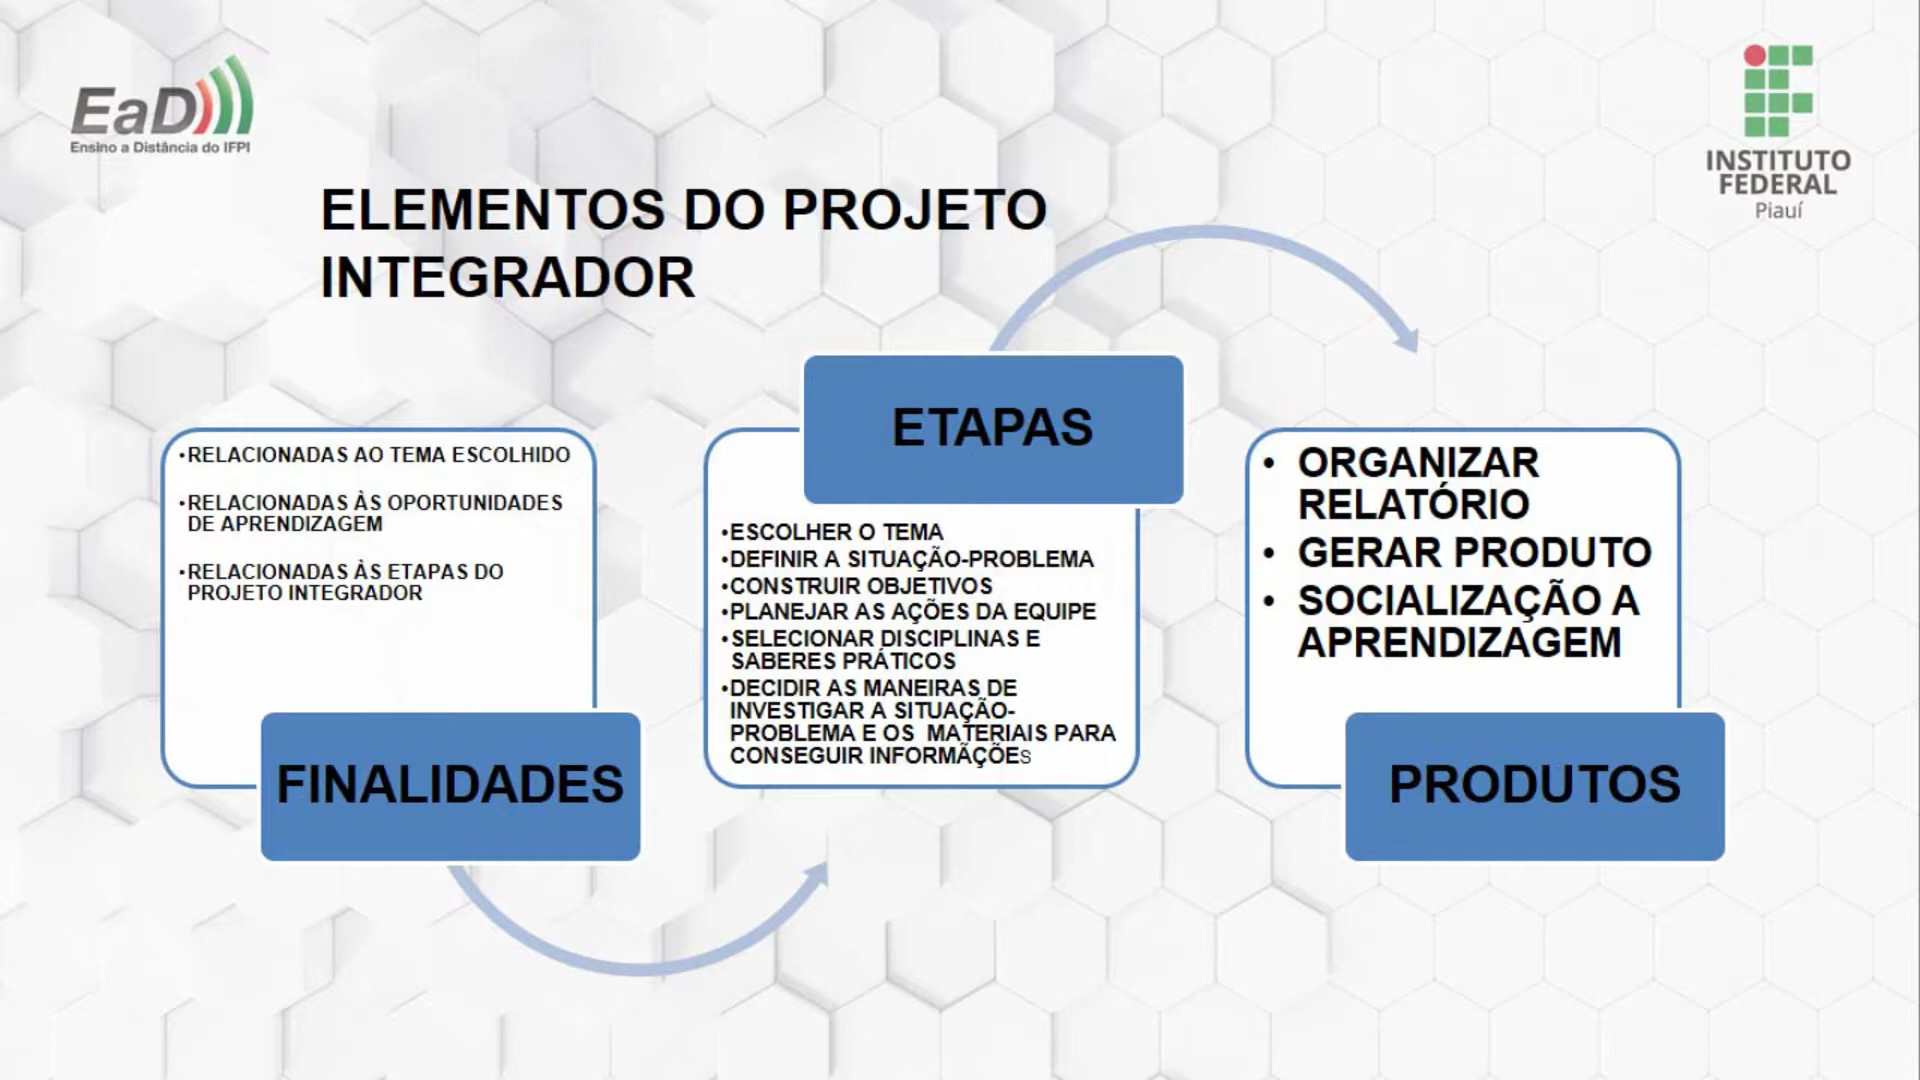 EaD
Ensino a Distância do IFPI
INSTITUTO
FEDERAL
Piauí
ELEMENTOS DO PROJETO
INTEGRADOR
•RELACIONADAS AO TEMA ESCOLHIDO
•RELACIONADAS ÀS OPORTUNIDADES
DE APRENDIZAGEM
•RELACIONADAS ÀS ETAPAS DO
PROJETO INTEGRADOR
FINALIDADES
ETAPAS
•ESCOLHER O TEMA
•DEFINIR A SITUAÇÃO-PROBLEMA
•CONSTRUIR OBJETIVOS
•PLANEJAR AS AÇÕES DA EQUIPE
•SELECIONAR DISCIPLINAS E
SABERES PRÁTICOS
•DECIDIR AS MANEIRAS DE
INVESTIGAR A SITUAÇÃO-
PROBLEMA E OS MATERIAIS PARA
CONSEGUIR INFORMÃÇÕEs
• ORGANIZAR
RELATÓRIO
• GERAR PRODUTO
• SOCIALIZAÇÃO A
APRENDIZAGEM
PRODUTOS